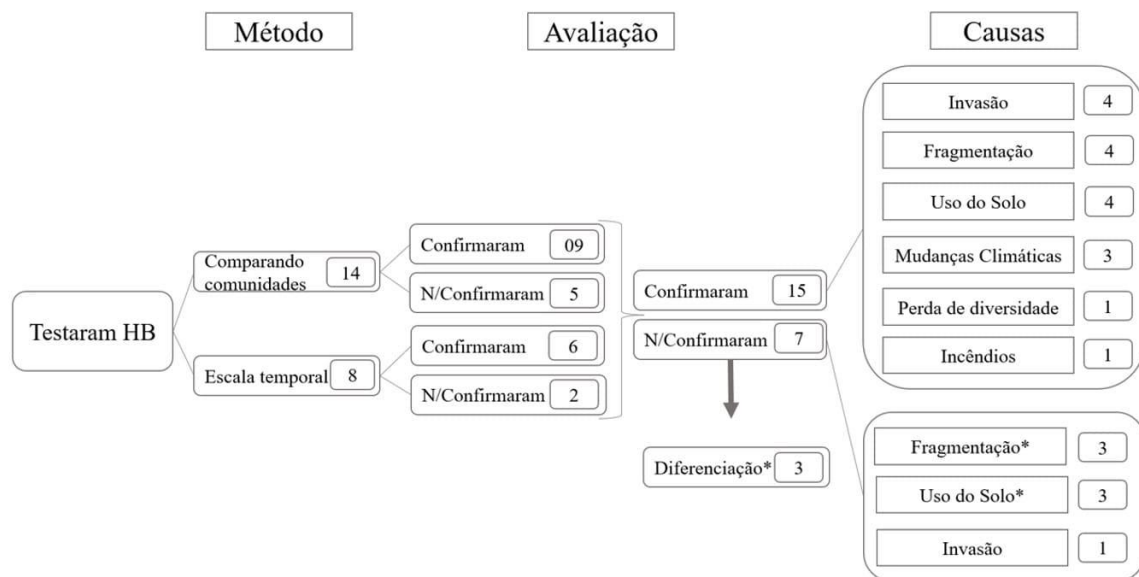 Método
Avaliação
Causas
Testaram HB
Comparando
comunidades 14
Escala temporal 8
Confirmaram 09
N/Confirmaram 5
Confirmaram 6
N/Confirmaram 2
Confirmaram 15
N/Confirmaram 7
Diferenciação* 3
Invasão 4
Fragmentação 4
Uso do Solo 4
Mudanças Climáticas 3
Perda de diversidade 1
Incêndios 1
Fragmentação* 3
Uso do Solo* 3
Invasão 1